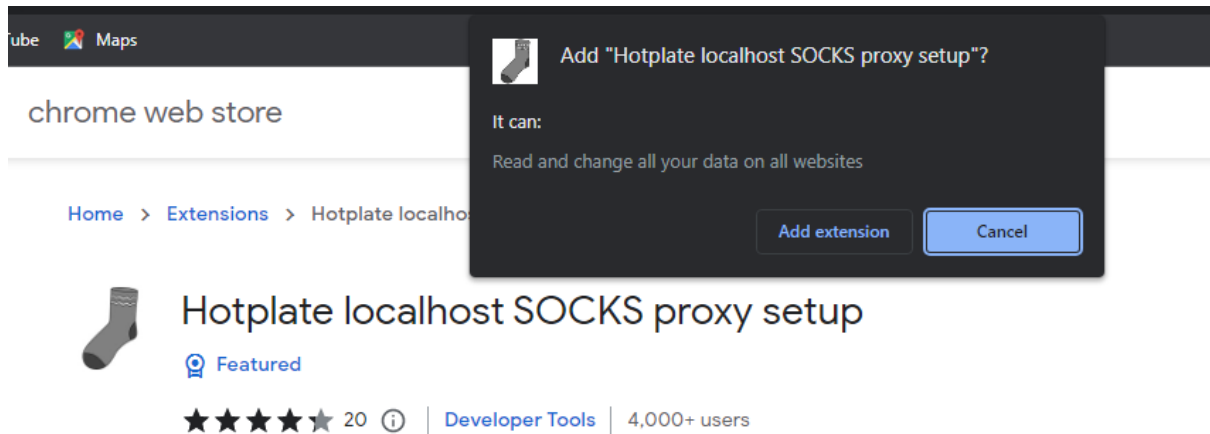 Maps
Add "Hotplate localhost SOCKS proxy setup"?
chrome web store
It can:
Read and change all your data on all websites
Home > Extensions > Hotplate
Add extension
Cancel
Hotplate localhost SOCKS proxy setup
Featured
20
Developer Tools
4,000+ users